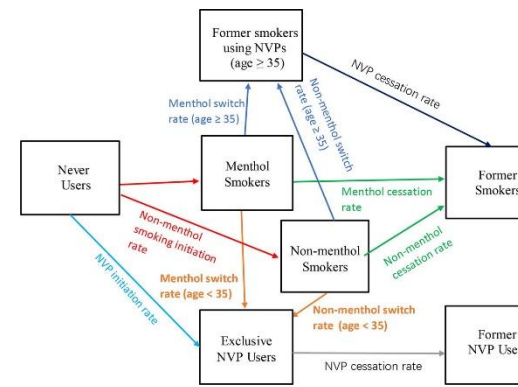 Former smokers
using NVPs
(age ≥ 35)
NVP cessation rate
Menthol switch
rate (age ≥ 35)
Non-menthol switch
rate (age ≥ 35)
Never
Users
Menthol
Smokers
Former
Smokers
Menthol cessation
rate
Non-menthol
smoking initiation
rate
Non-menthol
Smokers
Non-menthol
cessation rate
NVP initiation rate
Menthol switch
rate (age < 35)
Non-menthol switch
rate (age < 35)
Exclusive
NVP Users
NVP cessation rate
Former
NVP Use